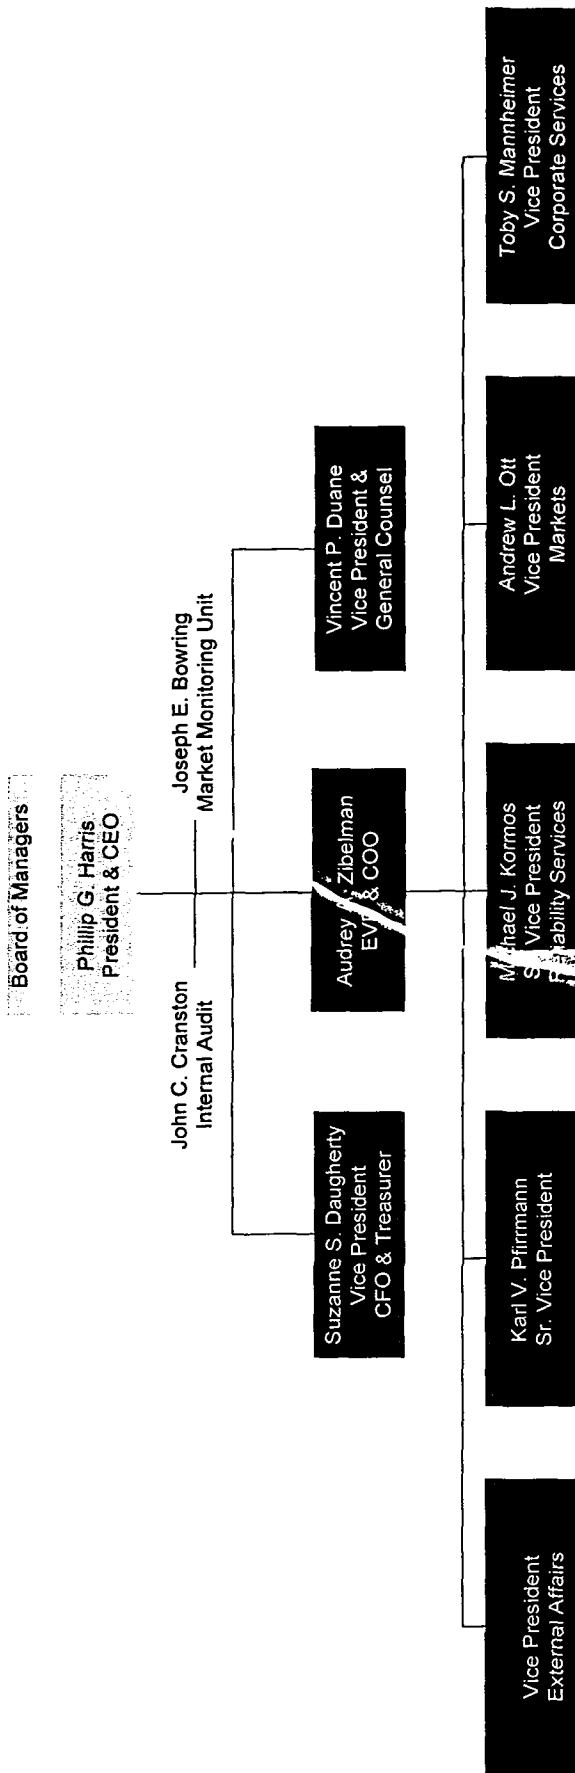 Board of Managers
Phillip G. Harris
President & CEO
John C. Cranston
Internal Audit
Joseph E. Bowring
Market Monitoring Unit
Suzanne S. Daugherty
Vice President
CFO & Treasurer
Audrey Zibelman
& COO
Vincent P. Duane
Vice President &
General Counsel
Vice President
External Affairs
Karl V. Pfirrmann
Sr. Vice President
J. Kormos
Vice President
Services
Andrew L. Ott
Vice President
Markets
Toby S. Mannheimer
Vice President
Corporate Services